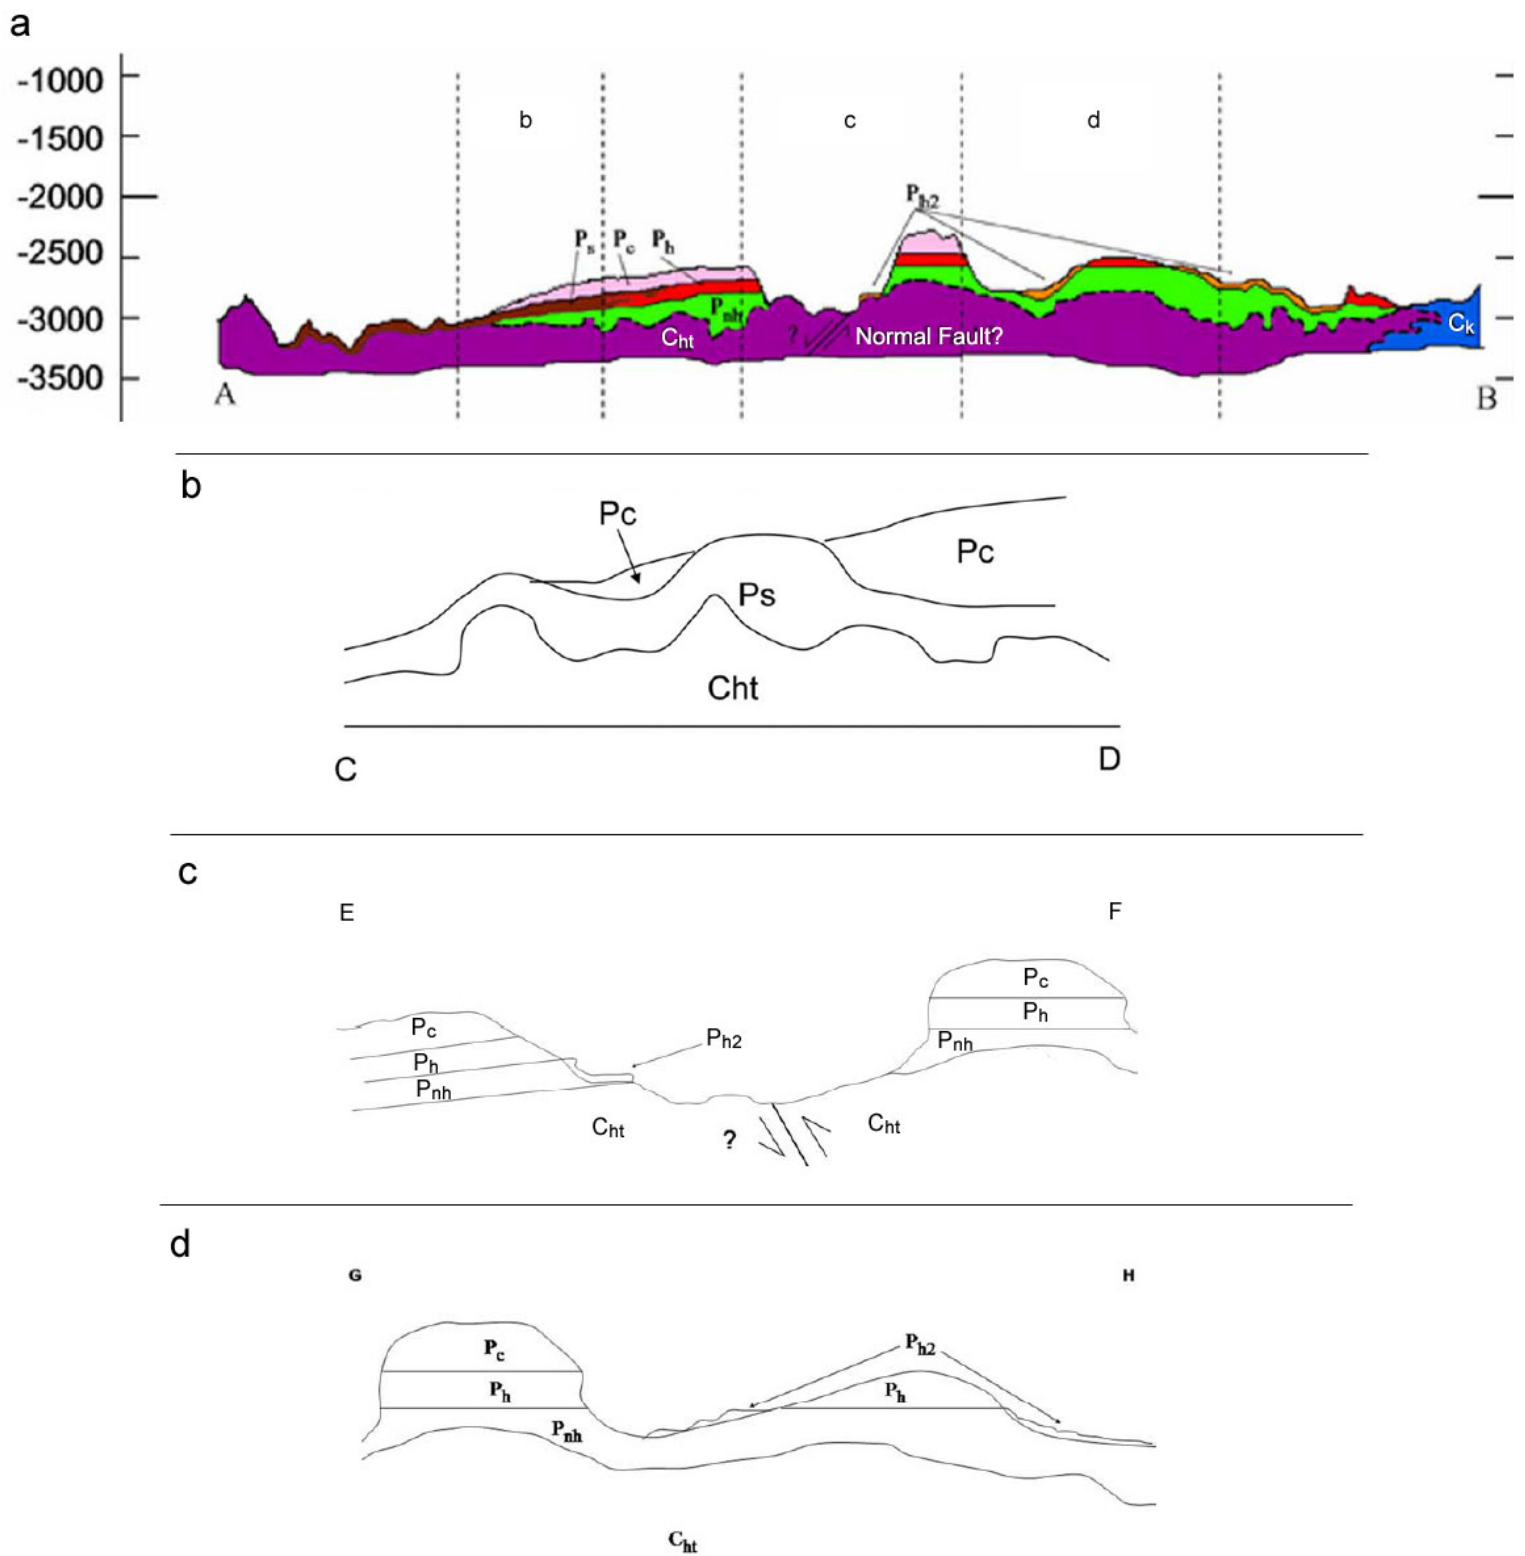 a
-1000
-1500
-2000
-2500
-3000
-3500
b c d
Ph2
Ps Pc Ph
Pnh
Cht
? Normal Fault?
Ck
A B
b
Pc
Pc
Ps
Cht
C D
c
E F
Pc
Ph
Pnh
Pc
Ph
Pnh
Ph2
Cht
?
Cht
d
G H
Pc
Ph
Pnh
Ph2
Ph
Cht